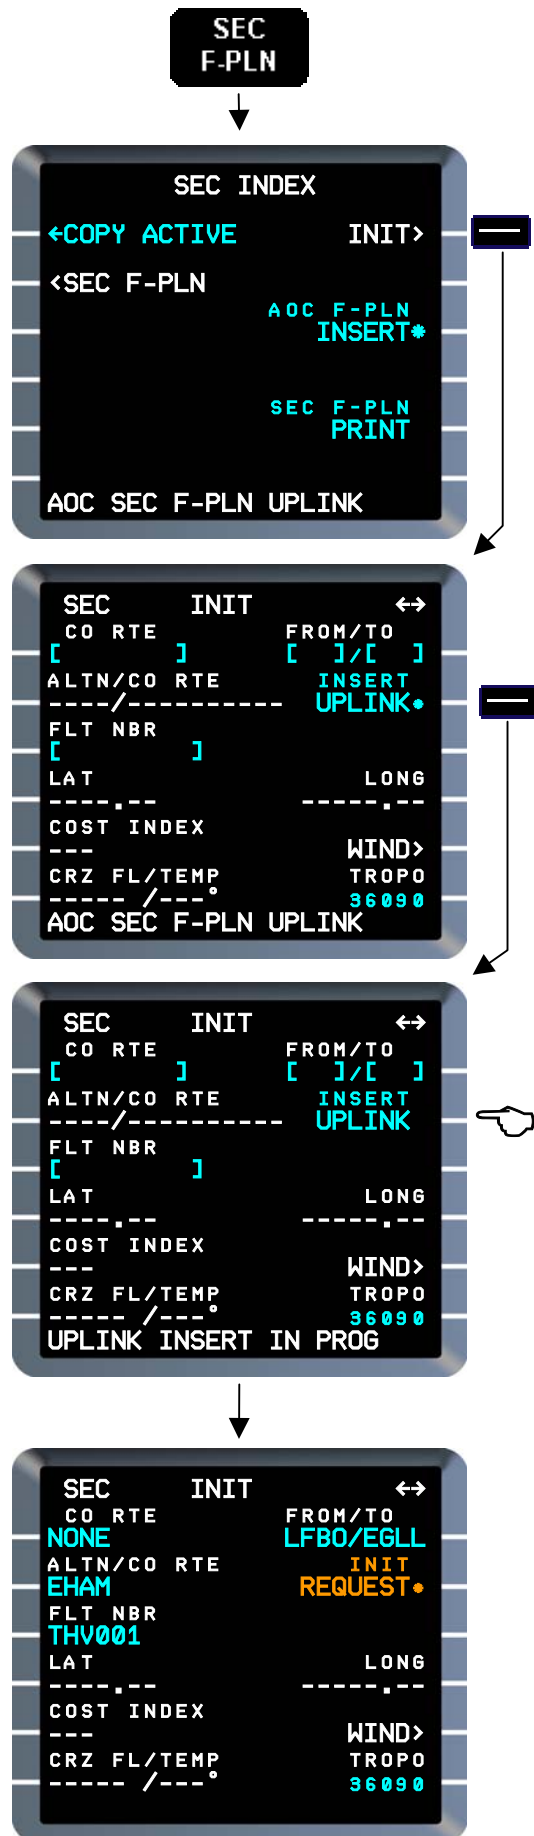 SEC
F-PLN
SEC INDEX
←COPY ACTIVE INIT>
<SEC F-PLN
AOC F-PLN
INSERT*
SEC F-PLN
PRINT
AOC SEC F-PLN UPLINK
SEC INIT ←→
CO RTE FROM/TO
[ ] [ ]/[ ]
ALTN/CO RTE INSERT
----/---------- UPLINK*
FLT NBR
[ ]
LAT LONG
----.-- -----.--
COST INDEX
--- WIND>
CRZ FL/TEMP TROPO
----- /---° 36090
AOC SEC F-PLN UPLINK
SEC INIT ←→
CO RTE FROM/TO
[ ] [ ]/[ ]
ALTN/CO RTE INSERT
----/---------- UPLINK
FLT NBR
[ ]
LAT LONG
----.-- -----.--
COST INDEX
--- WIND>
CRZ FL/TEMP TROPO
----- /---° 36090
UPLINK INSERT IN PROG
SEC INIT ←→
CO RTE FROM/TO
NONE LFBO/EGLL
ALTN/CO RTE INIT
EHAM REQUEST*
FLT NBR
THV001
LAT LONG
----.-- -----.--
COST INDEX
--- WIND>
CRZ FL/TEMP TROPO
----- /---° 36090